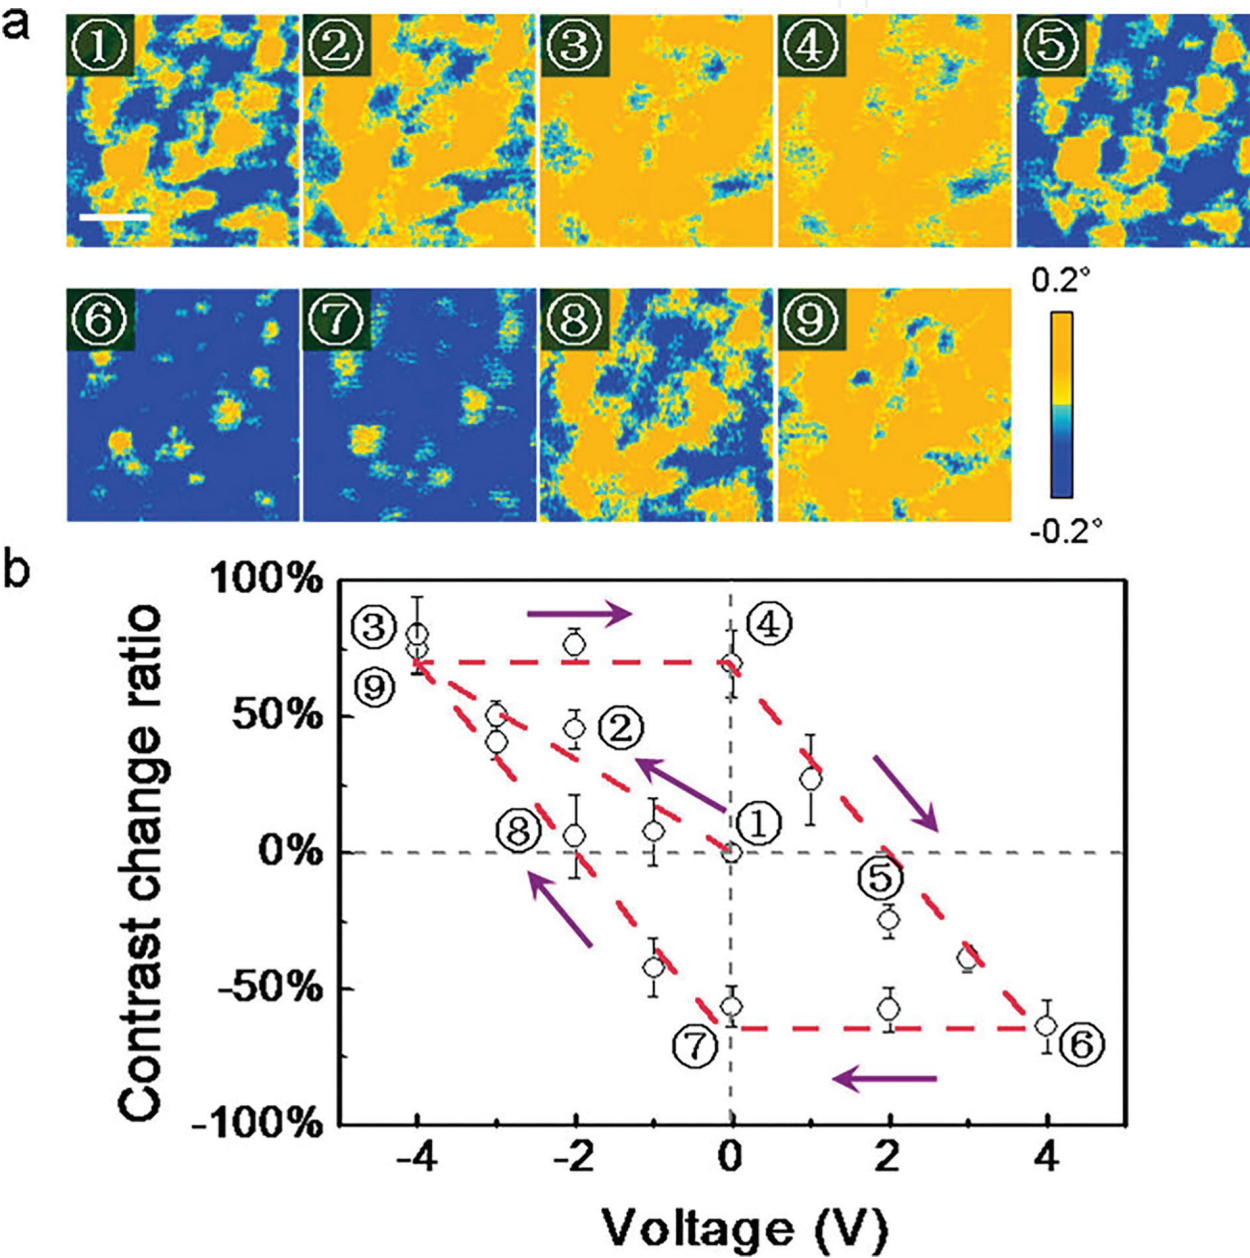 a
① ② ③ ④ ⑤
⑥ ⑦ ⑧ ⑨
0.2°
-0.2°
b
100%
50%
0%
-50%
-100%
Contrast change ratio
③
④
⑨
②
①
⑧
⑤
⑦
⑥
-4 -2 0 2 4
Voltage (V)